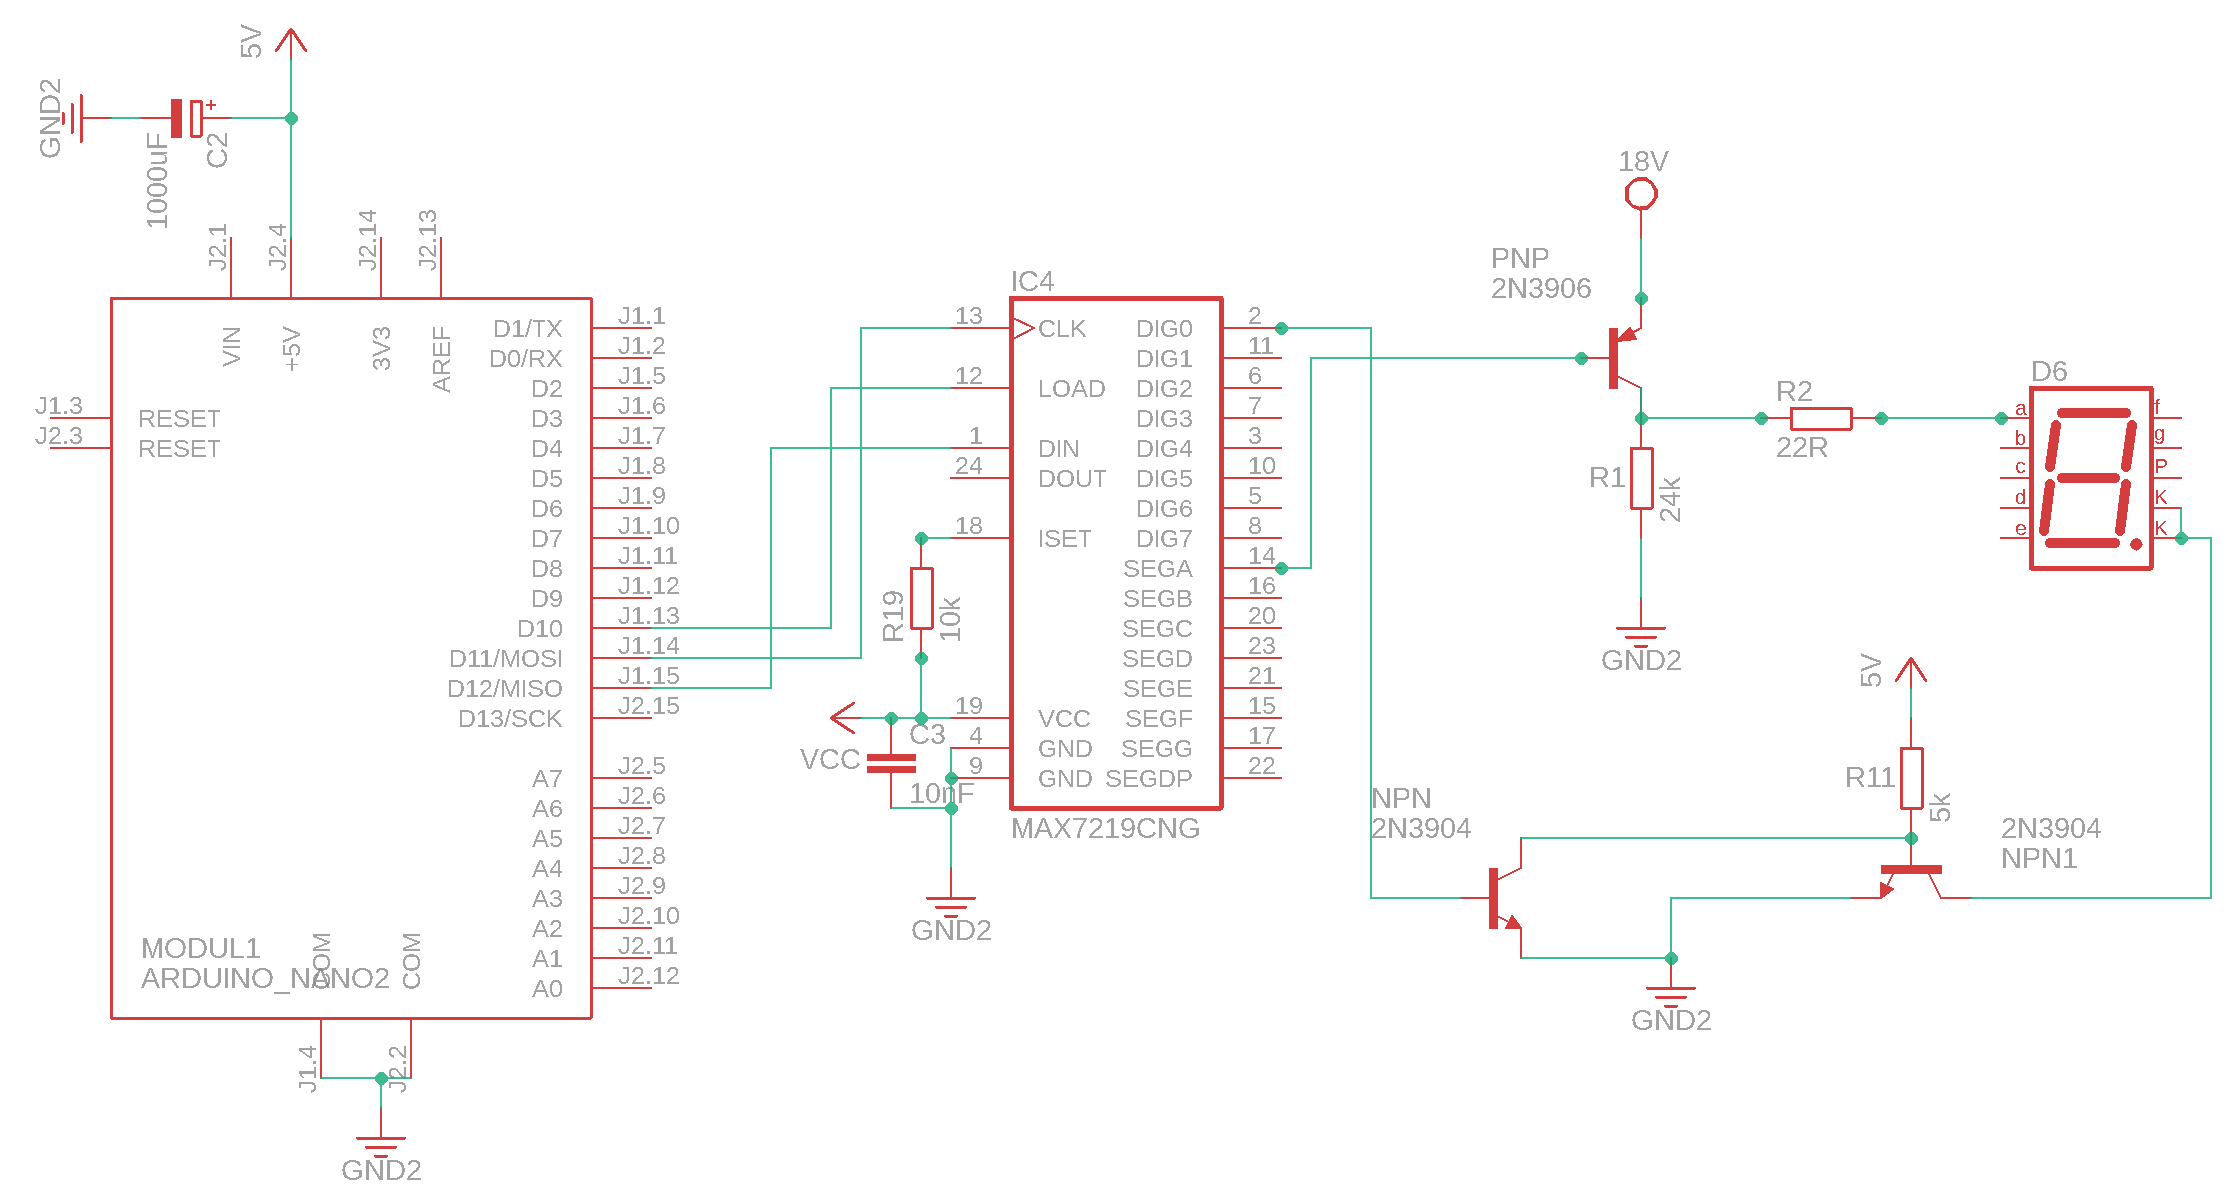 5V
GND2
1000uF
+
C2
J2.1
J2.4
J2.14
J2.13
VIN
+5V
3V3
AREF
J1.3
J2.3
RESET
RESET
D1/TX J1.1
D0/RX J1.2
D2 J1.5
D3 J1.6
D4 J1.7
D5 J1.8
D6 J1.9
D7 J1.10
D8 J1.11
D9 J1.12
D10 J1.13
D11/MOSI J1.14
D12/MISO J1.15
D13/SCK J2.15
A7 J2.5
A6 J2.6
A5 J2.7
A4 J2.8
A3 J2.9
A2 J2.10
A1 J2.11
A0 J2.12
MODUL1
ARDUINO_NANO2
COM
COM
J1.4
J2.2
GND2
IC4
13 CLK
12 LOAD
1 DIN
24 DOUT
18 ISET
19 VCC
4 GND
9 GND
DIG0 2
DIG1 11
DIG2 6
DIG3 7
DIG4 3
DIG5 10
DIG6 5
DIG7 8
SEGA 14
SEGB 16
SEGC 20
SEGD 23
SEGE 21
SEGF 15
SEGG 17
SEGDP 22
MAX7219CNG
R19
10k
VCC
C3
10nF
GND2
18V
PNP
2N3906
R1
24k
GND2
R2
22R
D6
a
b
c
d
e
f
g
P
K
K
NPN
2N3904
5V
R11
5k
2N3904
NPN1
GND2